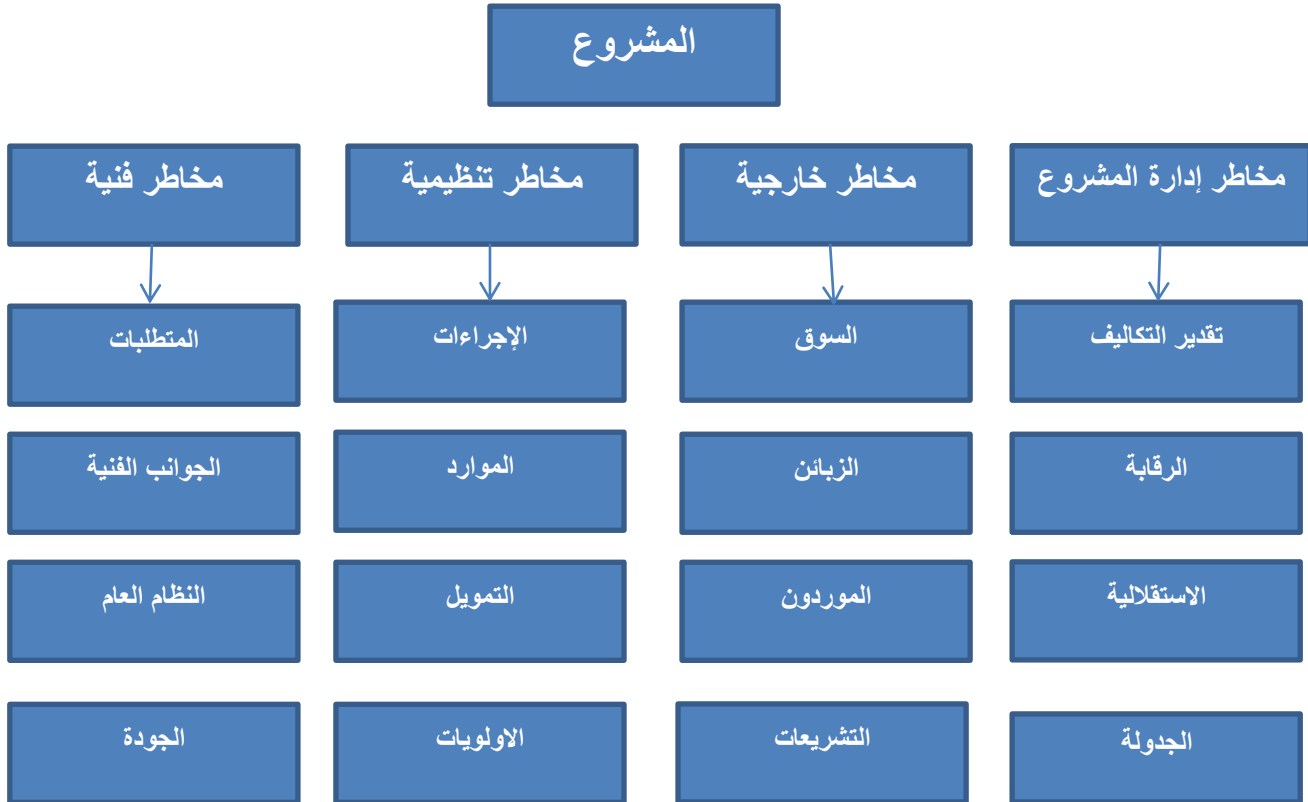 المشروع
مخاطر إدارة المشروع
مخاطر خارجية
مخاطر تنظيمية
مخاطر فنية
تقدير التكاليف
السوق
الإجراءات
المتطلبات
الرقابة
الزبائن
الموارد
الجوانب الفنية
الاستقلالية
الموردون
التمويل
النظام العام
الجدولة
التشريعات
الاولويات
الجودة